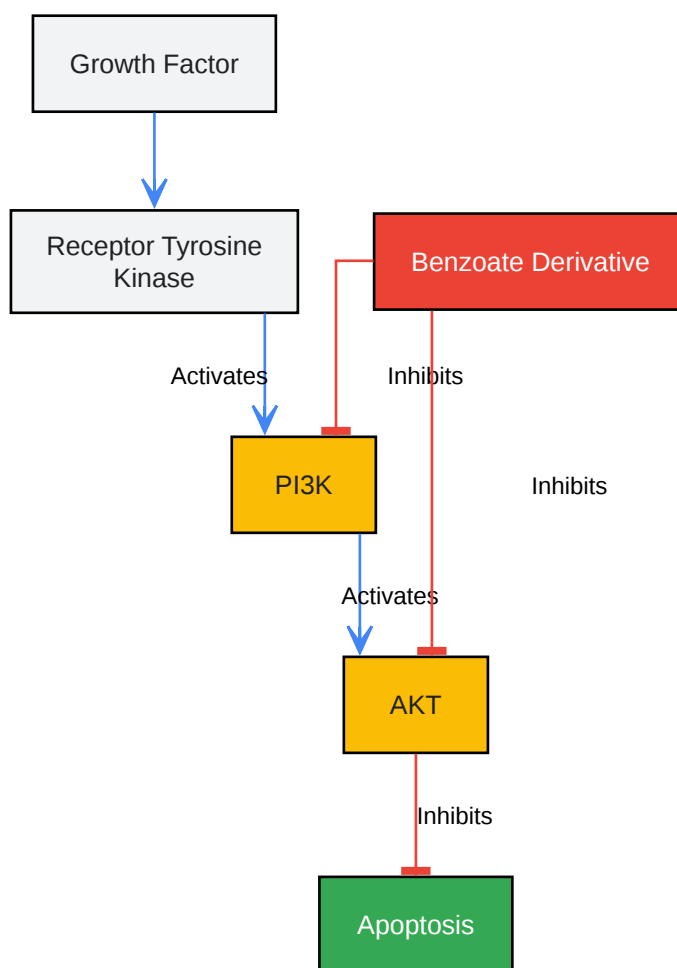 Growth Factor
Receptor Tyrosine
Kinase
Benzoate Derivative
Activates
Inhibits
PI3K
Inhibits
Activates
AKT
Inhibits
Apoptosis